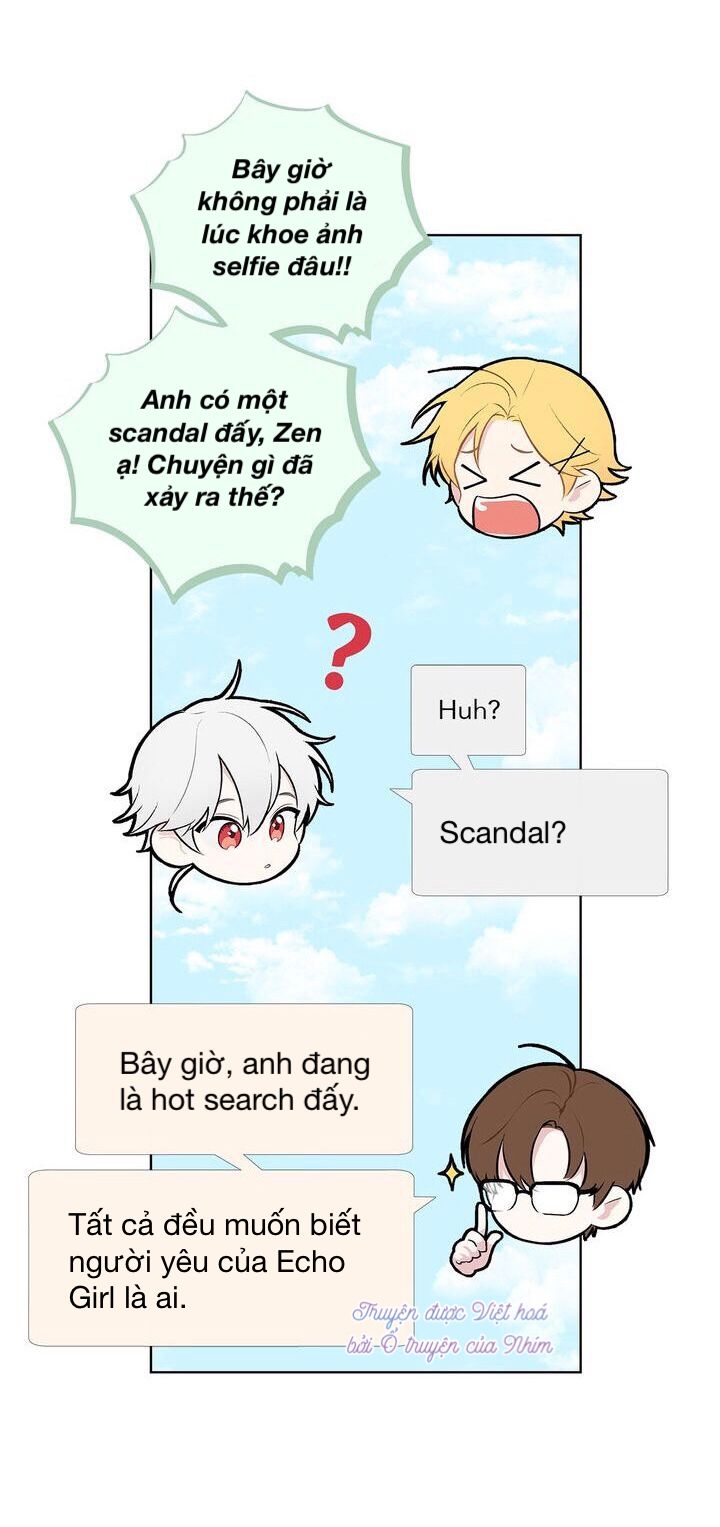 Bây giờ
không phải là
lúc khoe ảnh
selfie đâu!!
Anh có một
scandal đấy, Zen
ạ! Chuyện gì đã
xảy ra thế?
?
Huh?
Scandal?
Bây giờ, anh đang
là hot search đấy.
Tất cả đều muốn biết
người yêu của Echo
Girl là ai.
Truyện được Việt hoá
bởi Ổ truyện của Nhím